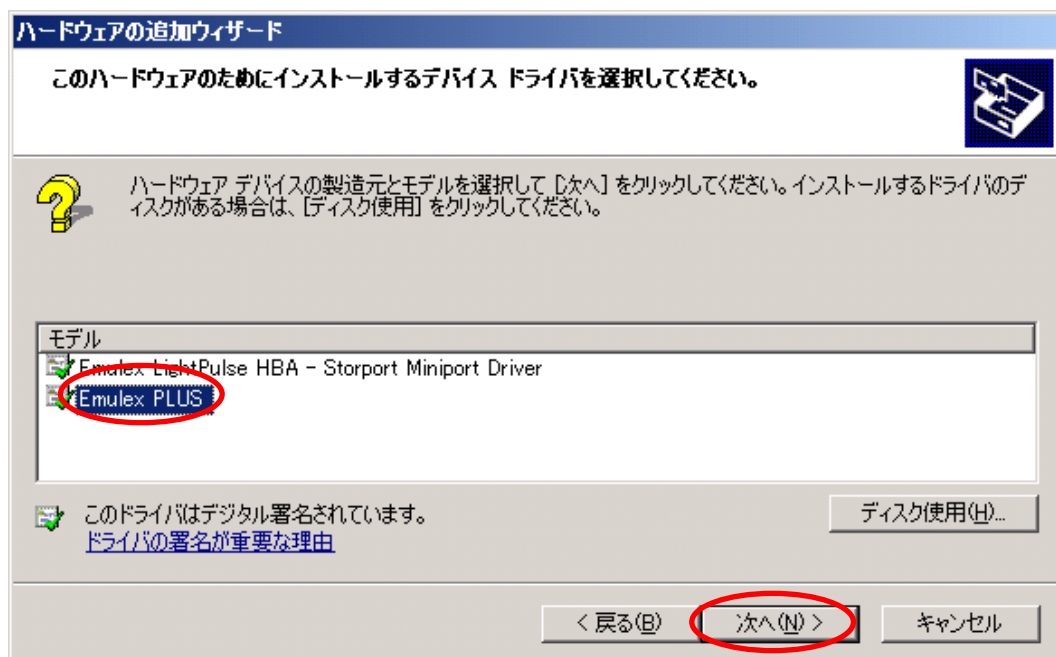 ハードウェアの追加ウィザード
このハードウェアのためにインストールするデバイス ドライバを選択してください。
ハードウェア デバイスの製造元とモデルを選択して [次へ] をクリックしてください。インストールするドライバのデ
ィスクがある場合は、[ディスク使用] をクリックしてください。
モデル
Emulex LightPulse HBA - Storport Miniport Driver
Emulex PLUS
このドライバはデジタル署名されています。
ディスク使用(H)...
ドライバの署名が重要な理由
< 戻る(B)
次へ(N) >
キャンセル